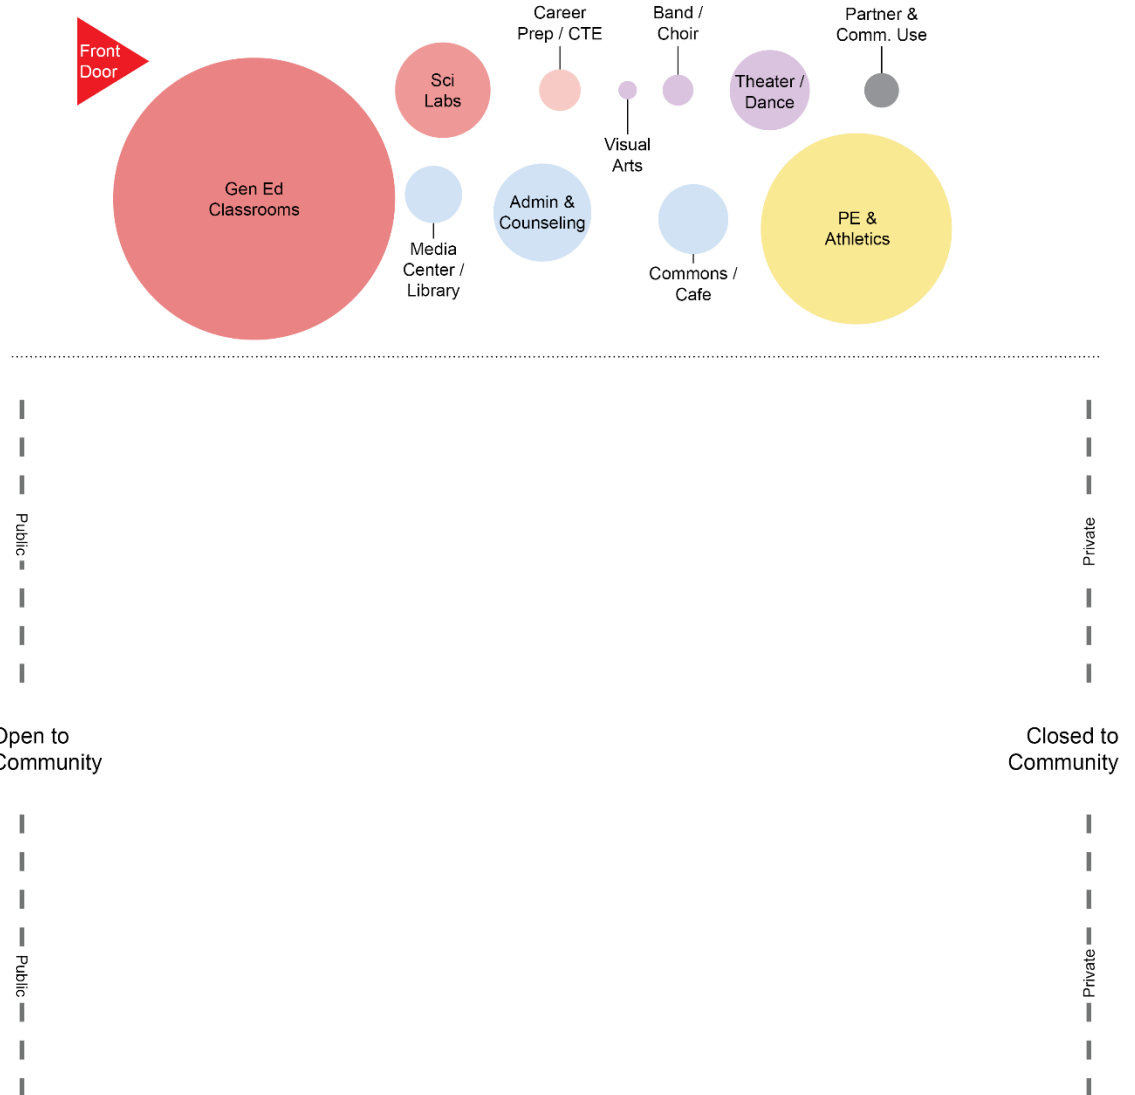 Front
Door
Career
Prep / CTE
Band /
Choir
Partner &
Comm. Use
Sci
Labs
Theater /
Dance
Visual
Arts
Gen Ed
Classrooms
Admin &
Counseling
PE &
Athletics
Media
Center /
Library
Commons /
Cafe
Public
Private
Open to
Community
Closed to
Community
Public
Private